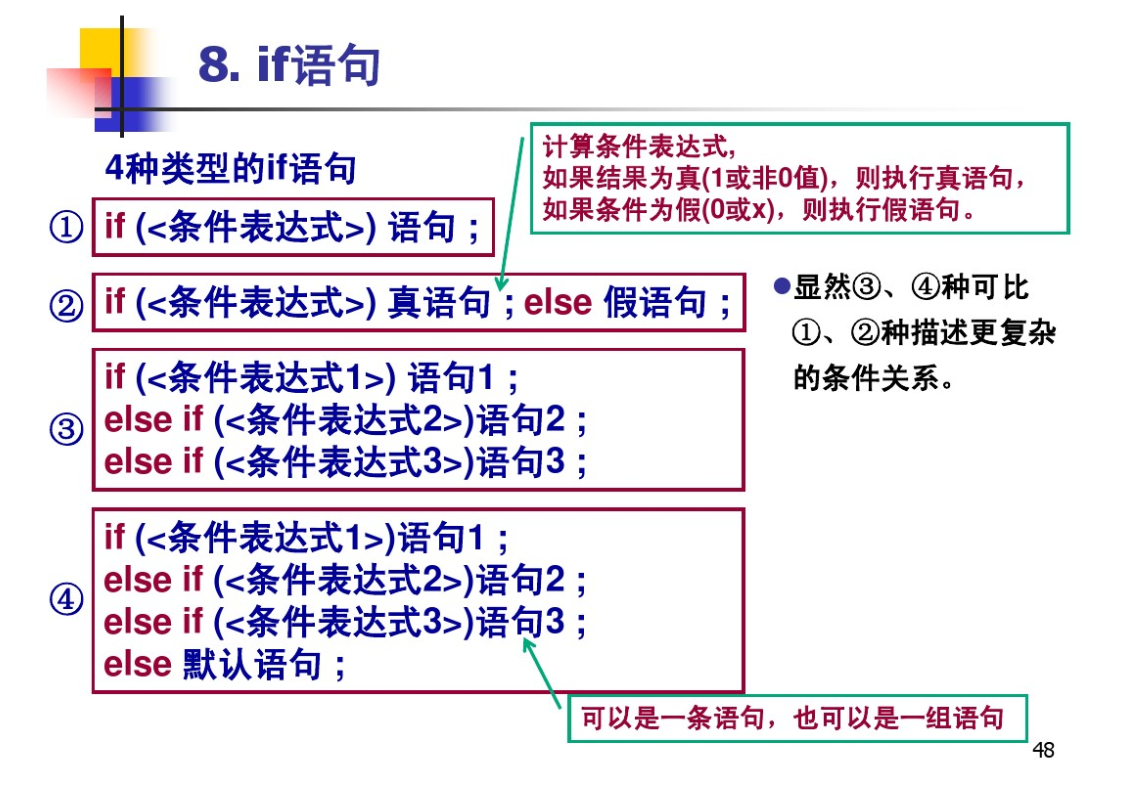 8. if语句
计算条件表达式,
如果结果为真(1或非0值)，则执行真语句，
如果条件为假(0或x)，则执行假语句。
4种类型的if语句
① if (<条件表达式>) 语句 ;
② if (<条件表达式>) 真语句 ; else 假语句 ;
●显然③、④种可比
①、②种描述更复杂
的条件关系。
③
if (<条件表达式1>) 语句1 ;
else if (<条件表达式2>)语句2 ;
else if (<条件表达式3>)语句3 ;
④
if (<条件表达式1>)语句1 ;
else if (<条件表达式2>)语句2 ;
else if (<条件表达式3>)语句3 ;
else 默认语句 ;
可以是一条语句，也可以是一组语句
48